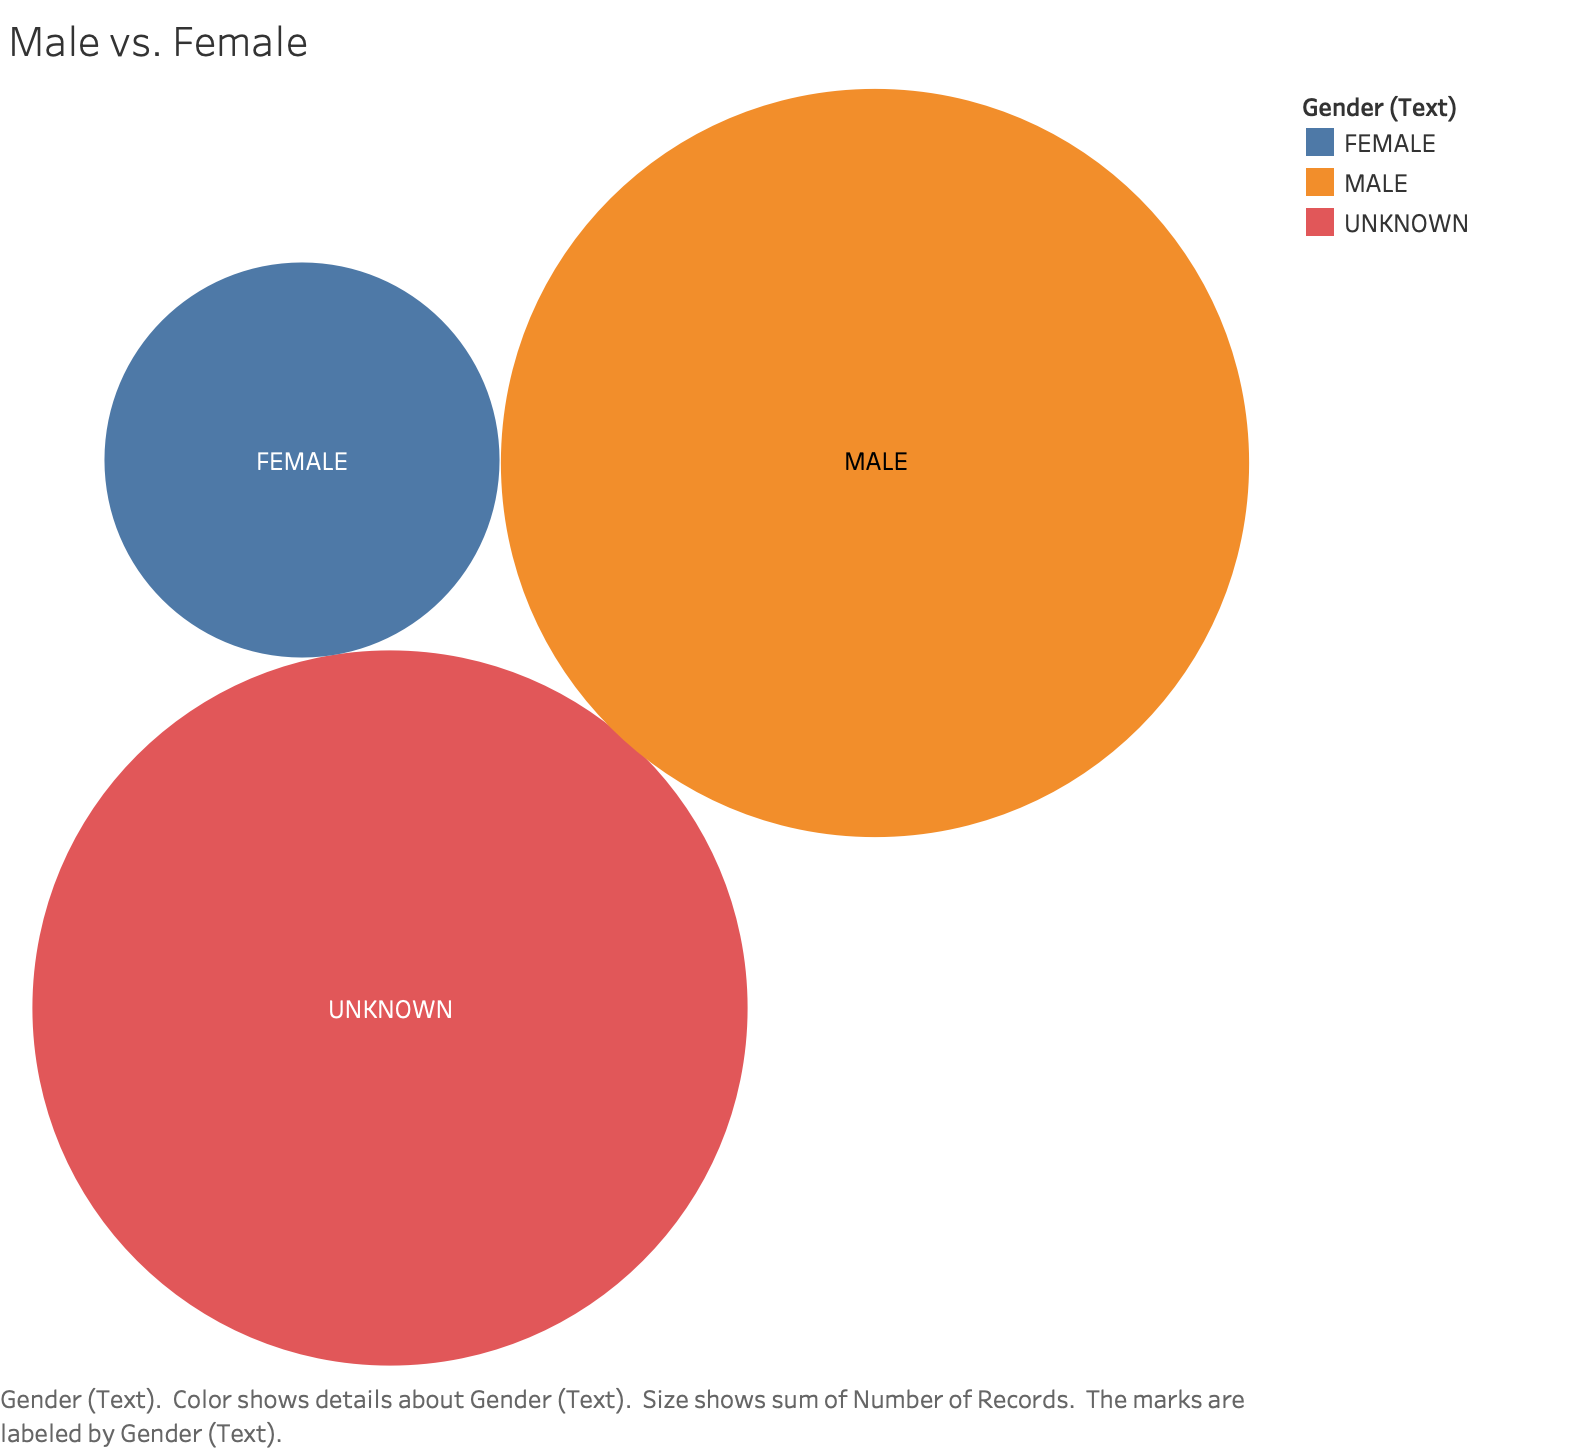 Male vs. Female
Gender (Text)
FEMALE
MALE
UNKNOWN
FEMALE
MALE
UNKNOWN
Gender (Text).  Color shows details about Gender (Text).  Size shows sum of Number of Records.  The marks are
labeled by Gender (Text).